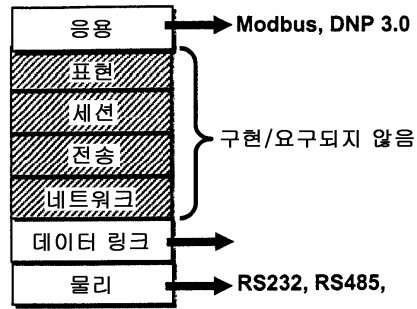 응용
Modbus, DNP 3.0
표현
세션
전송
네트워크
구현/요구되지 않음
데이터 링크
물리
RS232, RS485,